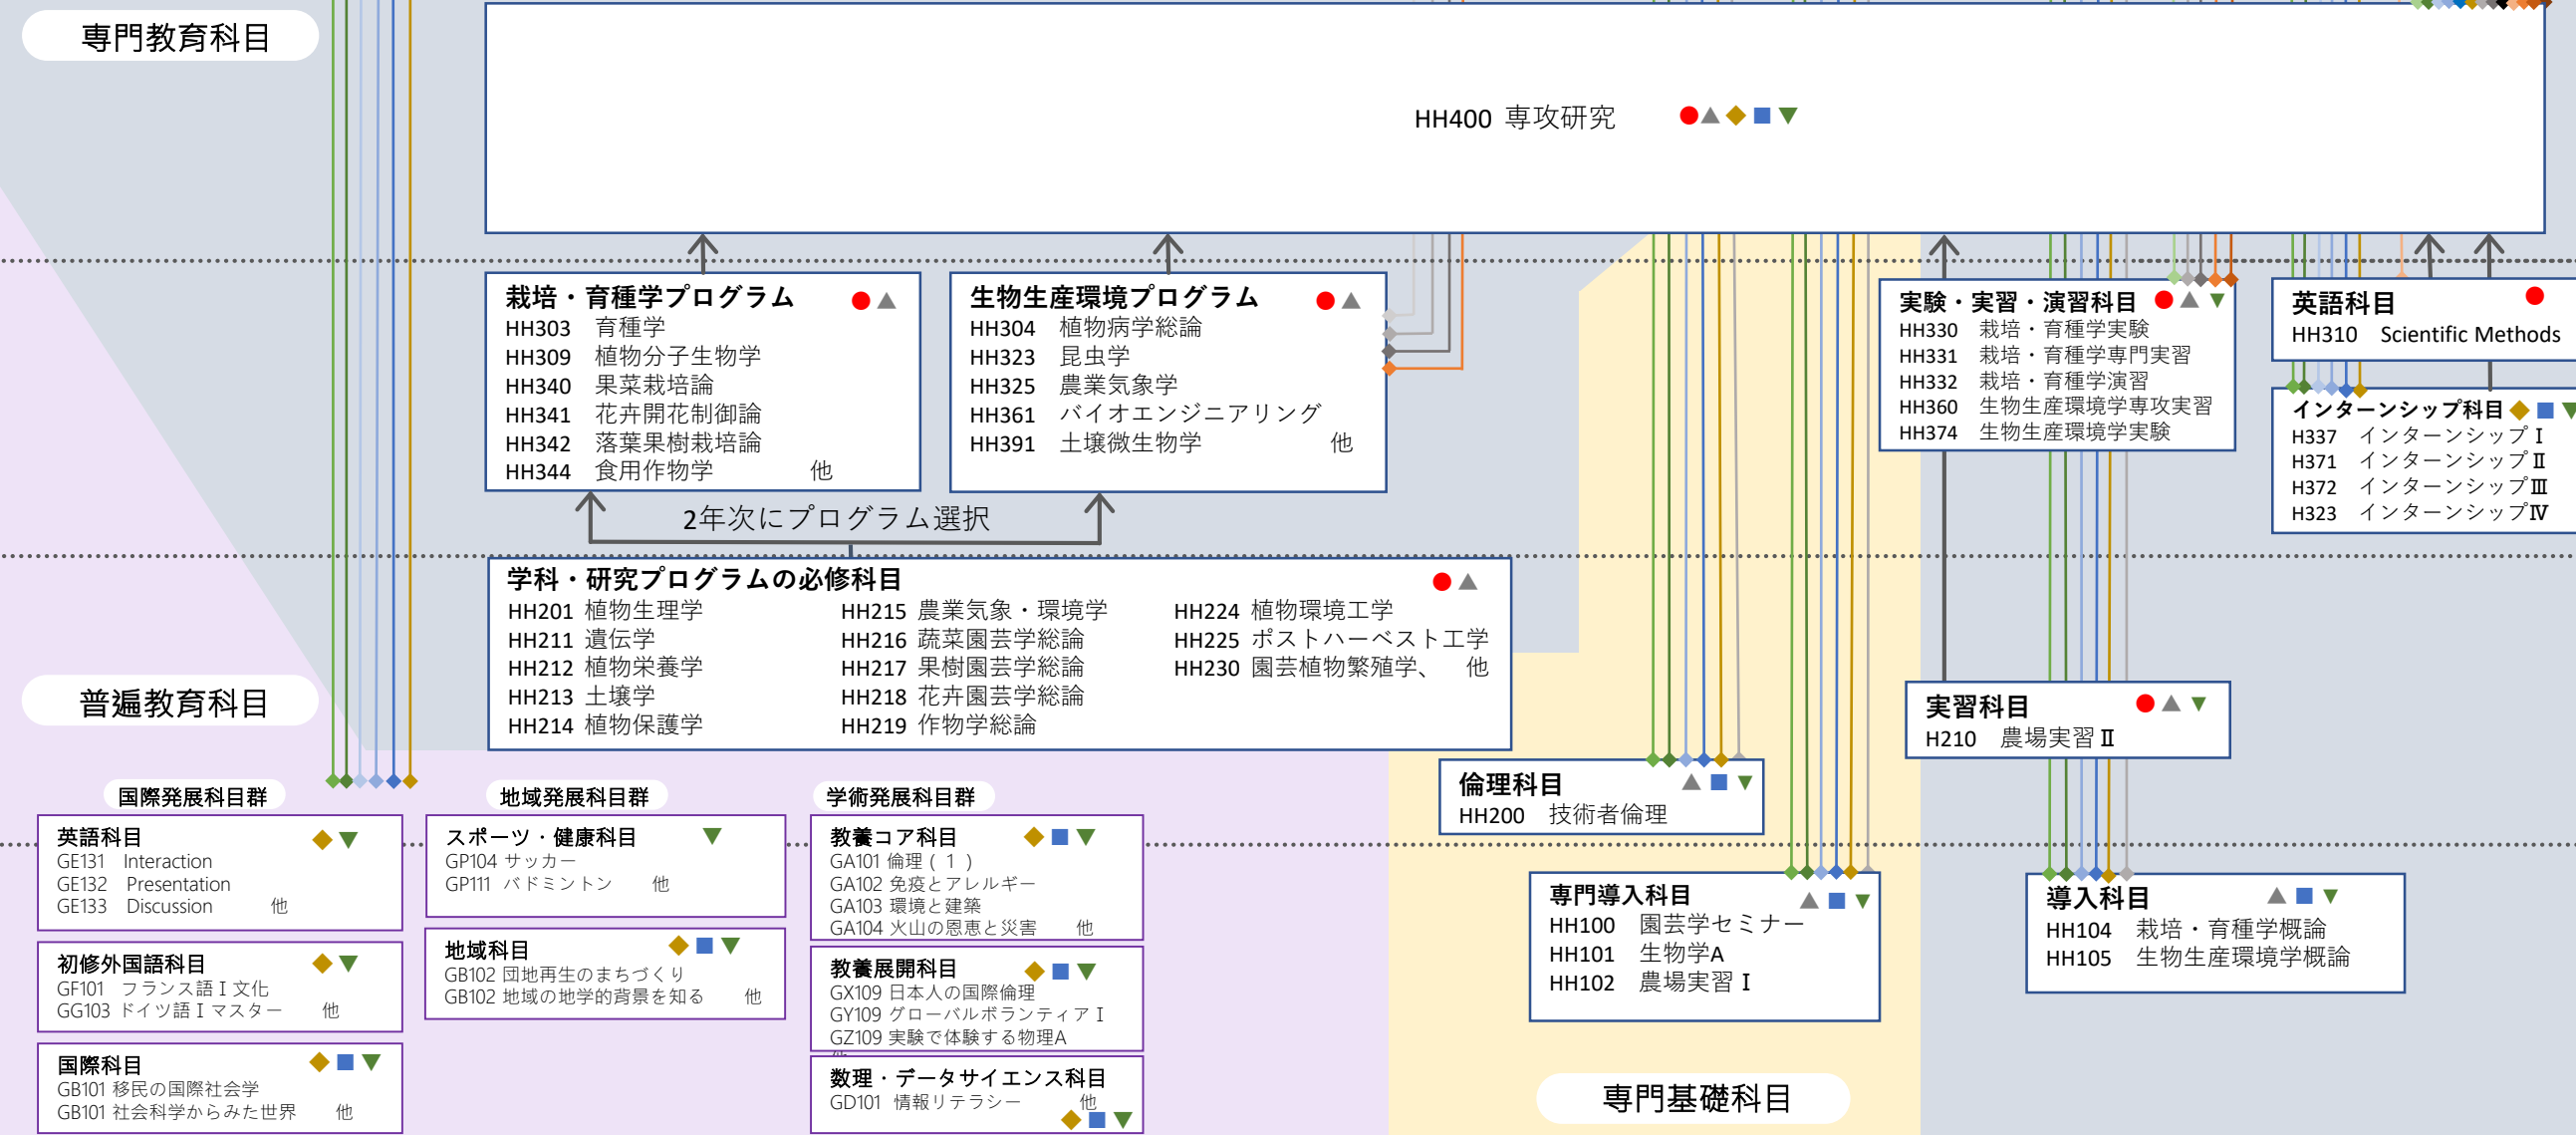 専門教育科目
HH400 専攻研究
栽培・育種学プログラム
HH303 育種学
HH309 植物分子生物学
HH340 果菜栽培論
HH341 花卉開花制御論
HH342 落葉果樹栽培論
HH344 食用作物学 他
生物生産環境プログラム
HH304 植物病学総論
HH323 昆虫学
HH325 農業気象学
HH361 バイオエンジニアリング
HH391 土壌微生物学 他
実験・実習・演習科目
HH330 栽培・育種学実験
HH331 栽培・育種学専門実習
HH332 栽培・育種学演習
HH360 生物生産環境学専攻実習
HH374 生物生産環境学実験
英語科目
HH310 Scientific Methods
インターンシップ科目
H337 インターンシップⅠ
H371 インターンシップⅡ
H372 インターンシップⅢ
H323 インターンシップⅣ
2年次にプログラム選択
学科・研究プログラムの必修科目
HH201 植物生理学
HH211 遺伝学
HH212 植物栄養学
HH213 土壌学
HH214 植物保護学
HH215 農業気象・環境学
HH216 蔬菜園芸学総論
HH217 果樹園芸学総論
HH218 花卉園芸学総論
HH219 作物学総論
HH224 植物環境工学
HH225 ポストハーベスト工学
HH230 園芸植物繁殖学、 他
普遍教育科目
実習科目
H210 農場実習Ⅱ
倫理科目
HH200 技術者倫理
国際発展科目群
英語科目
GE131 Interaction
GE132 Presentation
GE133 Discussion 他
初修外国語科目
GF101 フランス語Ⅰ文化
GG103 ドイツ語Ⅰマスター 他
国際科目
GB101 移民の国際社会学
GB101 社会科学からみた世界 他
地域発展科目群
スポーツ・健康科目
GP104 サッカー
GP111 バドミントン 他
地域科目
GB102 団地再生のまちづくり
GB102 地域の地学的背景を知る 他
学術発展科目群
教養コア科目
GA101 倫理(1)
GA102 免疫とアレルギー
GA103 環境と建築
GA104 火山の恩恵と災害 他
教養展開科目
GX109 日本人の国際倫理
GY109 グローバルボランティアⅠ
GZ109 実験で体験する物理A
数理・データサイエンス科目
GD101 情報リテラシー 他
専門導入科目
HH100 園芸学セミナー
HH101 生物学A
HH102 農場実習Ⅰ
導入科目
HH104 栽培・育種学概論
HH105 生物生産環境学概論
専門基礎科目